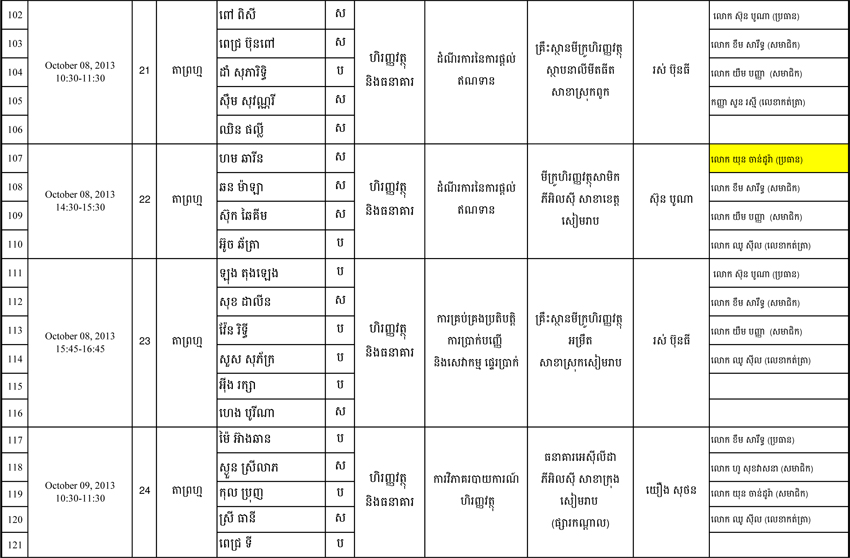 102 ពៅ ពិសី ស លោក ស៊ុន បូណា (ប្រធាន)
103 ពេជ្រ ប៊ុនពៅ ស លោក ខឹម សារីទ្ធ (សមាជិក)
104 October 08, 2013 10:30-11:30 21 តាព្រហ្ម ដាំ សុភារិទ្ធិ ប ហិរញ្ញវត្ថុ និងធនាគារ ដំណើរការនៃការផ្តល់ ឥណទាន គ្រឹះស្ថានមីក្រូហិរញ្ញវត្ថុ ស្ថាបនាលីមីតធីត សាខាស្រុកពួក រស់ ប៊ុនធី លោក យឹម បញ្ញា (សមាជិក)
105 ស៊ឹម សុវណ្ណរី ស កញ្ញា សួន រស្មី (លេខាកត់ត្រា)
106 ឈិន ផល្លី ស
107 ហម ឆារីន ស លោក យុន ចាន់ដូរ៉ា (ប្រធាន)
108 October 08, 2013 14:30-15:30 22 តាព្រហ្ម ឆន ម៉ាឡា ស ហិរញ្ញវត្ថុ និងធនាគារ ដំណើរការនៃការផ្តល់ ឥណទាន មីក្រូហិរញ្ញវត្ថុសាមិក ភីអិលស៊ី សាខាខេត្ត សៀមរាប ស៊ុន បូណា លោក ខឹម សារីទ្ធ (សមាជិក)
109 ស៊ុក ឆៃគីម ស លោក យឹម បញ្ញា (សមាជិក)
110 អ៊ូច ឆ័ត្រា ប លោក ឈូ ស៊ីល (លេខាកត់ត្រា)
111 ឡុង តុងឡេង ប លោក ស៊ុន បូណា (ប្រធាន)
112 សុខ ដាលីន ស លោក ខឹម សារីទ្ធ (សមាជិក)
113 October 08, 2013 15:45-16:45 23 តាព្រហ្ម វ៉ែន រិទ្ធី ប ហិរញ្ញវត្ថុ និងធនាគារ ការគ្រប់គ្រងប្រតិបត្តិ ការប្រាក់បញ្ញើ និងសេវាកម្ម ផ្ទេរប្រាក់ គ្រឹះស្ថានមីក្រូហិរញ្ញវត្ថុ អម្រឹត សាខាស្រុកសៀមរាប រស់ ប៊ុនធី លោក យឹម បញ្ញា (សមាជិក)
114 សួស សុភ័ក្រ ប លោក ឈូ ស៊ីល (លេខាកត់ត្រា)
115 អ៊ឹង រក្សា ប
116 ហេង បូរីណា ស
117 ម៉ៃ អ៊ាងឆាន ប លោក ខឹម សារីទ្ធ (ប្រធាន)
118 October 09, 2013 10:30-11:30 24 តាព្រហ្ម ស្នួន ស្រីលាភ ស ហិរញ្ញវត្ថុ និងធនាគារ ការវិភាគរបាយការណ៍ ហិរញ្ញវត្ថុ ធនាគារអេស៊ីលីដា ភីអិលស៊ី សាខាក្រុង សៀមរាប (ផ្សារកណ្តាល) យឿង សុថន លោក ហូ សុខវាសនា (សមាជិក)
119 កុល ប្រុញ ប លោក យុន ចាន់ដូរ៉ា (សមាជិក)
120 ស្រី ធានី ស លោក ឈូ ស៊ីល (លេខាកត់ត្រា)
121 ពេជ្រ ទី ប